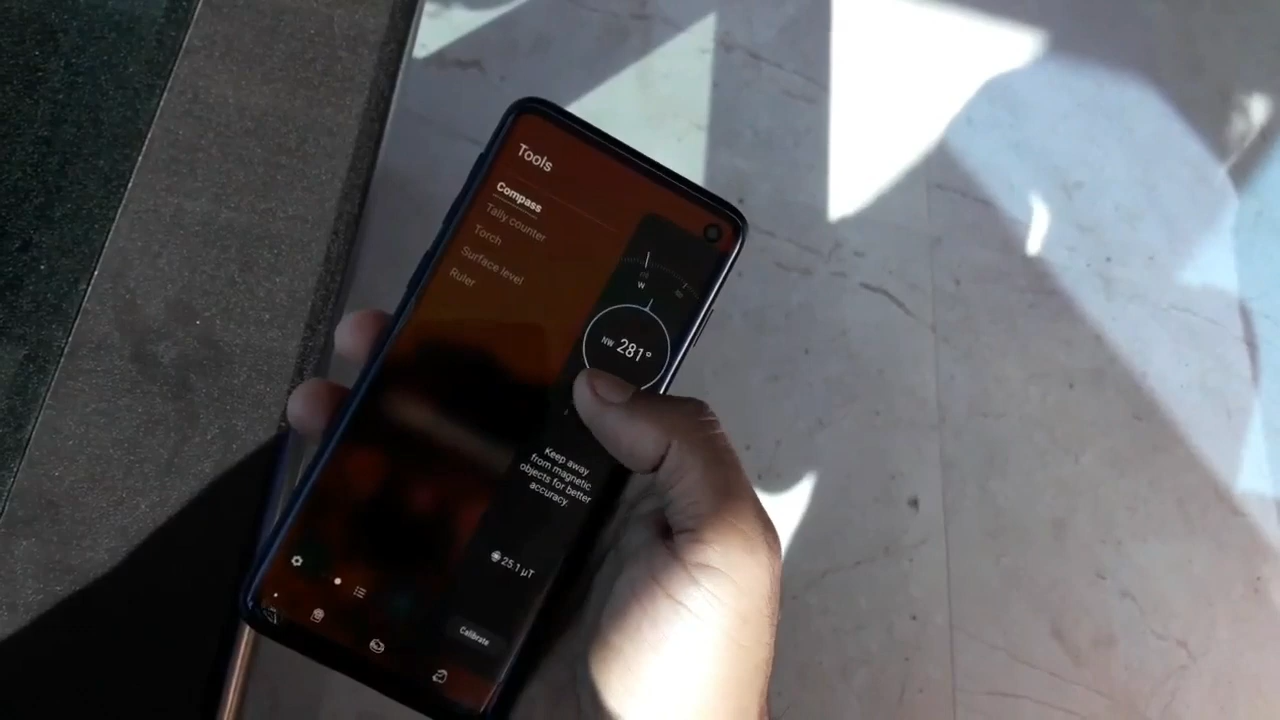 Tools
Compass
Tally counter
Torch
Surface level
Ruler
W
NW 281°
Keep away
from magnetic
objects for better
accuracy.
25.1 µT
Calibrate